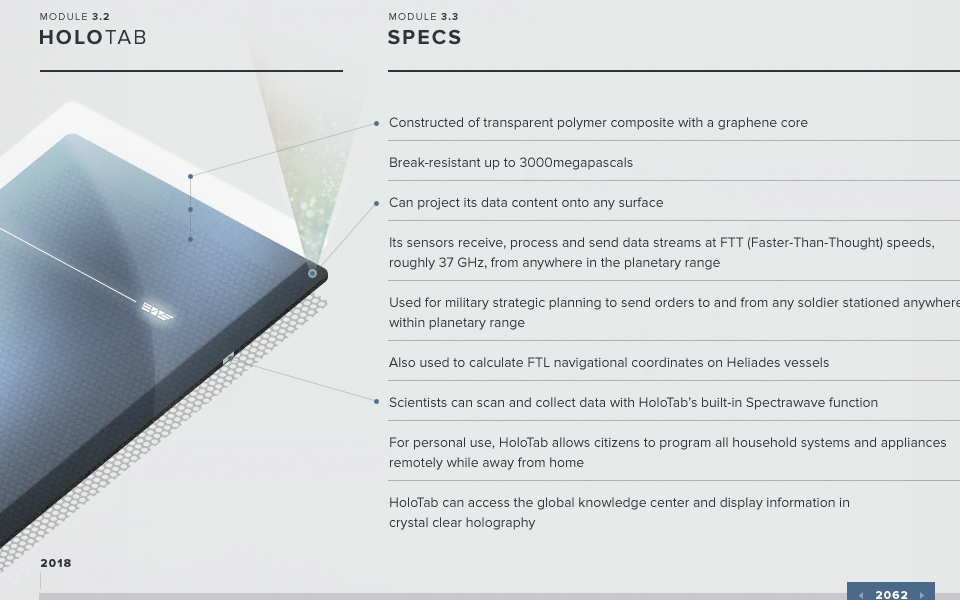 MODULE 3.2
HOLOTAB
MODULE 3.3
SPECS
Constructed of transparent polymer composite with a graphene core
Break-resistant up to 3000megapascals
Can project its data content onto any surface
Its sensors receive, process and send data streams at FTT (Faster-Than-Thought) speeds,
roughly 37 GHz, from anywhere in the planetary range
Used for military strategic planning to send orders to and from any soldier stationed anywhere
within planetary range
Also used to calculate FTL navigational coordinates on Heliades vessels
Scientists can scan and collect data with HoloTab’s built-in Spectrawave function
For personal use, HoloTab allows citizens to program all household systems and appliances
remotely while away from home
HoloTab can access the global knowledge center and display information in
crystal clear holography
2018
2062